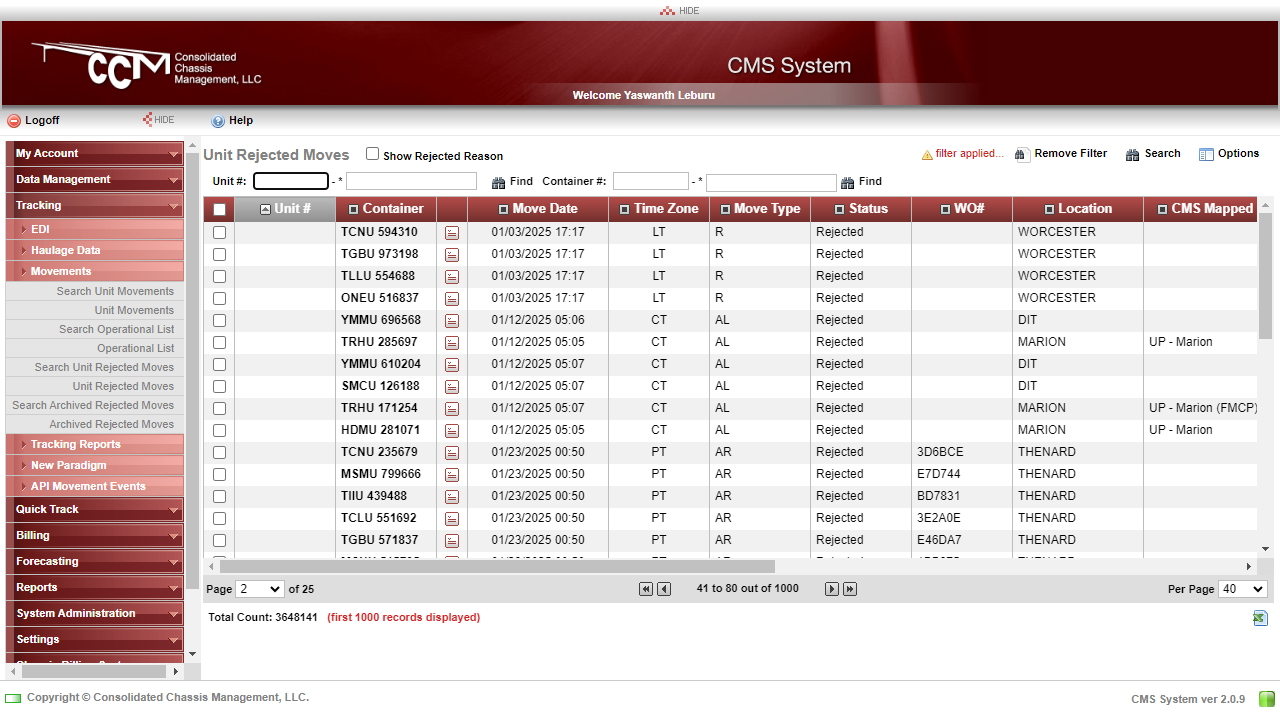 HIDE
CCM Consolidated Chassis Management, LLC
CMS System
Welcome Yaswanth Leburu
Logoff HIDE Help
My Account
Data Management
Tracking
EDI
Haulage Data
Movements
Search Unit Movements
Unit Movements
Search Operational List
Operational List
Search Unit Rejected Moves
Unit Rejected Moves
Search Archived Rejected Moves
Archived Rejected Moves
Tracking Reports
New Paradigm
API Movement Events
Quick Track
Billing
Forecasting
Reports
System Administration
Settings
Unit Rejected Moves Show Rejected Reason filter applied... Remove Filter Search Options
Unit #: - * Find Container #: - * Find
Unit # Container Move Date Time Zone Move Type Status WO# Location CMS Mapped
TCNU 594310 01/03/2025 17:17 LT R Rejected WORCESTER
TGBU 973198 01/03/2025 17:17 LT R Rejected WORCESTER
TLLU 554688 01/03/2025 17:17 LT R Rejected WORCESTER
ONEU 516837 01/03/2025 17:17 LT R Rejected WORCESTER
YMMU 696568 01/12/2025 05:06 CT AL Rejected DIT
TRHU 285697 01/12/2025 05:05 CT AL Rejected MARION UP - Marion
YMMU 610204 01/12/2025 05:07 CT AL Rejected DIT
SMCU 126188 01/12/2025 05:07 CT AL Rejected DIT
TRHU 171254 01/12/2025 05:07 CT AL Rejected MARION UP - Marion (FMCP)
HDMU 281071 01/12/2025 05:05 CT AL Rejected MARION UP - Marion
TCNU 235679 01/23/2025 00:50 PT AR Rejected 3D6BCE THENARD
MSMU 799666 01/23/2025 00:50 PT AR Rejected E7D744 THENARD
TIIU 439488 01/23/2025 00:50 PT AR Rejected BD7831 THENARD
TCLU 551692 01/23/2025 00:50 PT AR Rejected 3E2A0E THENARD
TGBU 571837 01/23/2025 00:50 PT AR Rejected E46DA7 THENARD
Page 2 of 25 41 to 80 out of 1000 Per Page 40
Total Count: 3648141 (first 1000 records displayed)
Copyright © Consolidated Chassis Management, LLC. CMS System ver 2.0.9